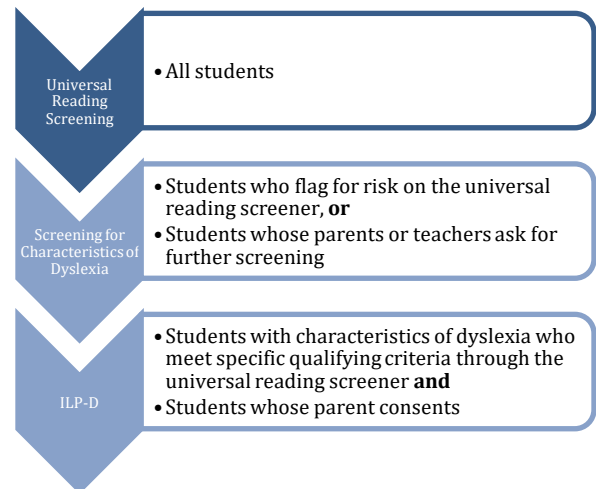 Universal
Reading
Screening
• All students
Screening for
Characteristics of
Dyslexia
• Students who flag for risk on the universal
reading screener, or
• Students whose parents or teachers ask for
further screening
ILP-D
• Students with characteristics of dyslexia who
meet specific qualifying criteria through the
universal reading screener and
• Students whose parent consents